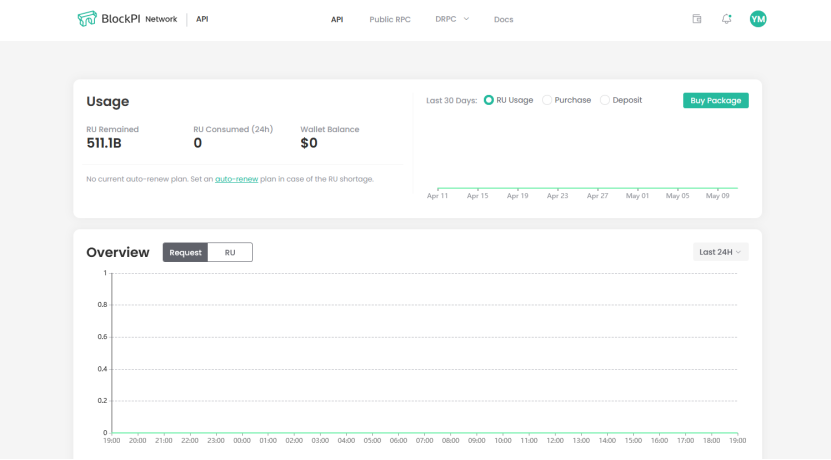 BlockPI Network API API Public RPC DRPC Docs YM
Usage
RU Remained RU Consumed (24h) Wallet Balance
511.1B 0 $0
No current auto-renew plan. Set an auto-renew plan in case of the RU shortage.
Last 30 Days: RU Usage Purchase Deposit Buy Package
Apr 11 Apr 15 Apr 19 Apr 23 Apr 27 May 01 May 05 May 09
Overview Request RU Last 24H
1
0.8
0.6
0.4
0.2
0
19:00 20:00 21:00 22:00 23:00 00:00 01:00 02:00 03:00 04:00 05:00 06:00 07:00 08:00 09:00 10:00 11:00 12:00 13:00 14:00 15:00 16:00 17:00 18:00 19:00